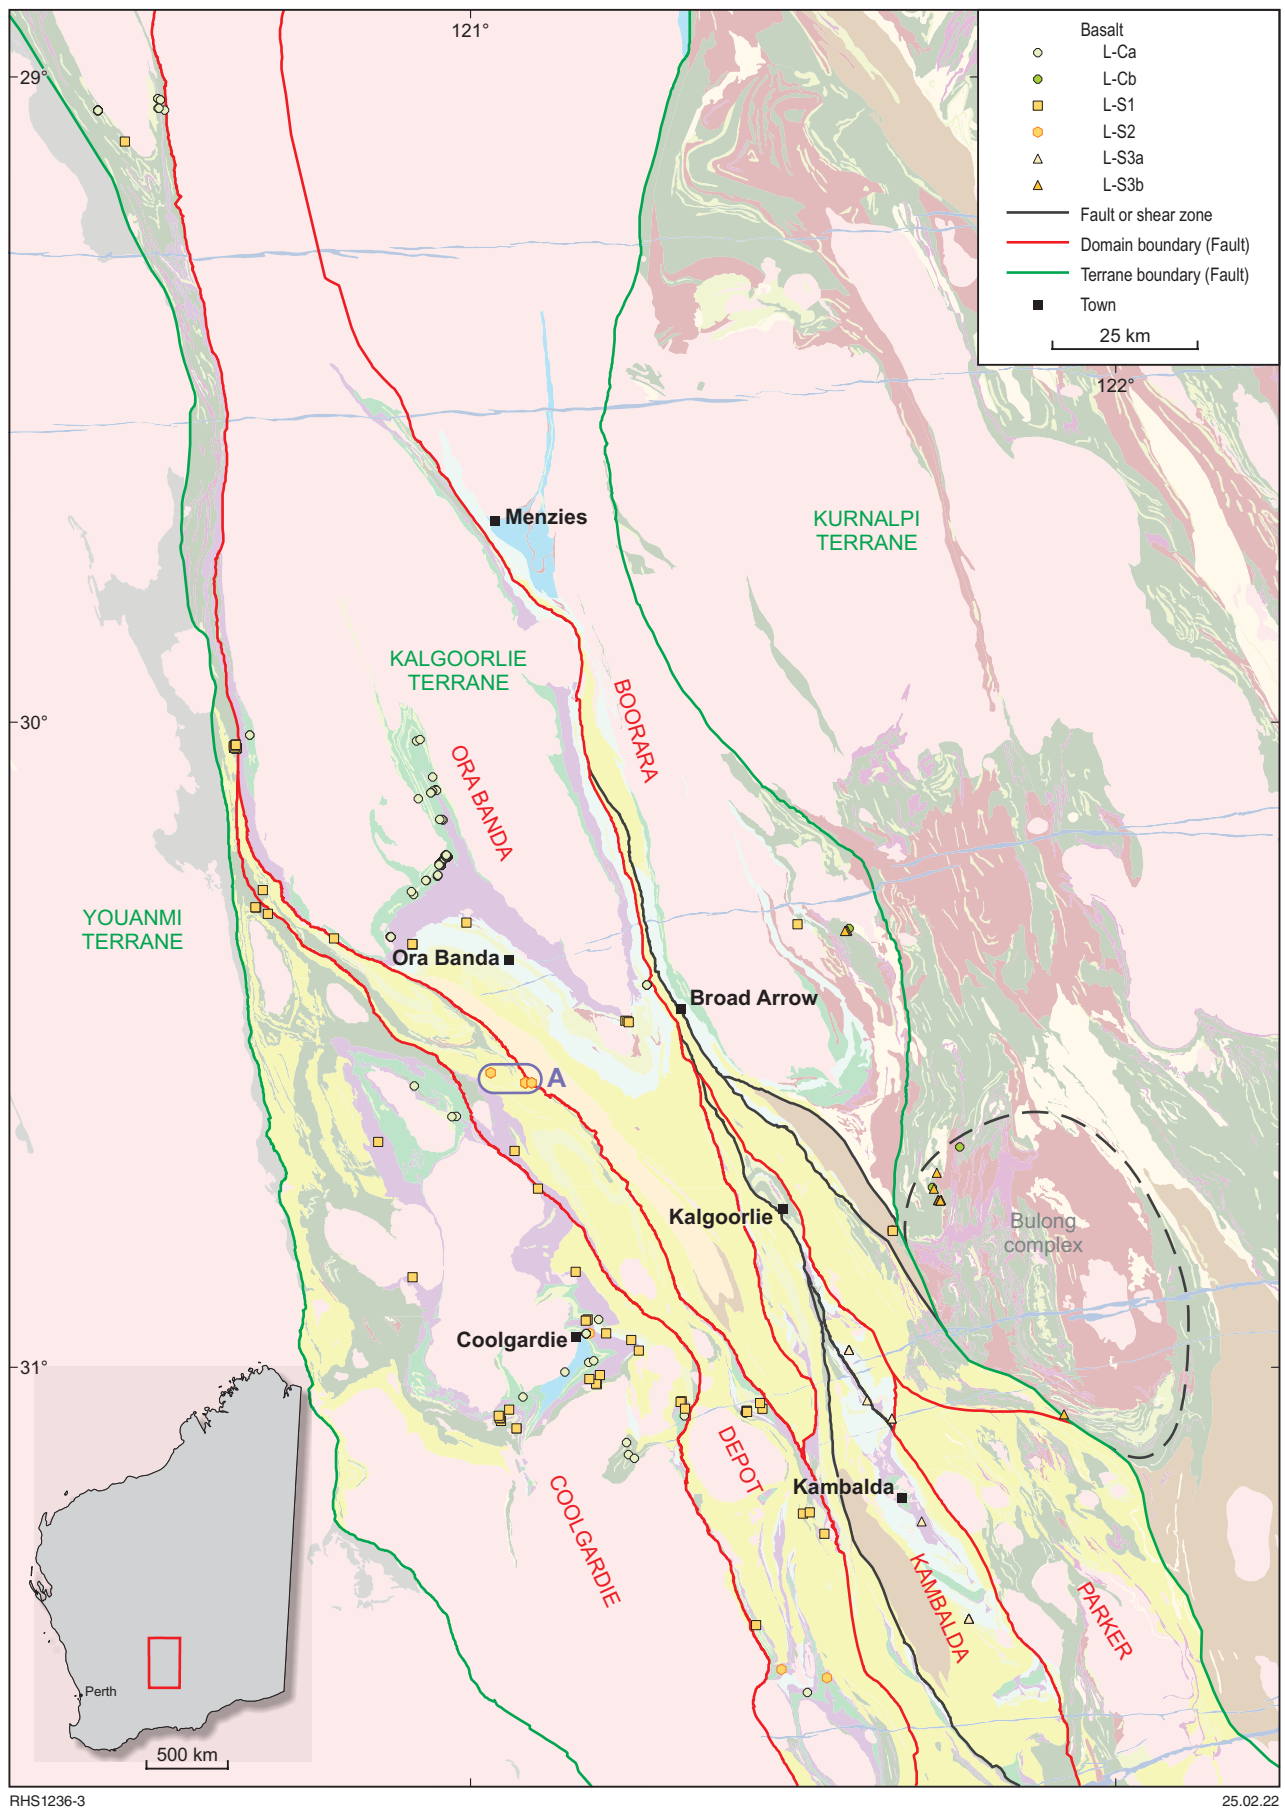 121°
29°
Basalt
L-Ca
L-Cb
L-S1
L-S2
L-S3a
L-S3b
Fault or shear zone
Domain boundary (Fault)
Terrane boundary (Fault)
Town
25 km
122°
Menzies
KURNALPI
TERRANE
KALGOORLIE
TERRANE
BOORARA
30°
ORA BANDA
YOUANMI
TERRANE
Ora Banda
Broad Arrow
A
Kalgoorlie
Bulong
complex
Coolgardie
31°
DEPOT
Kambalda
COOLGARDIE
KAMBALDA
PARKER
Perth
500 km
RHS1236-3
25.02.22